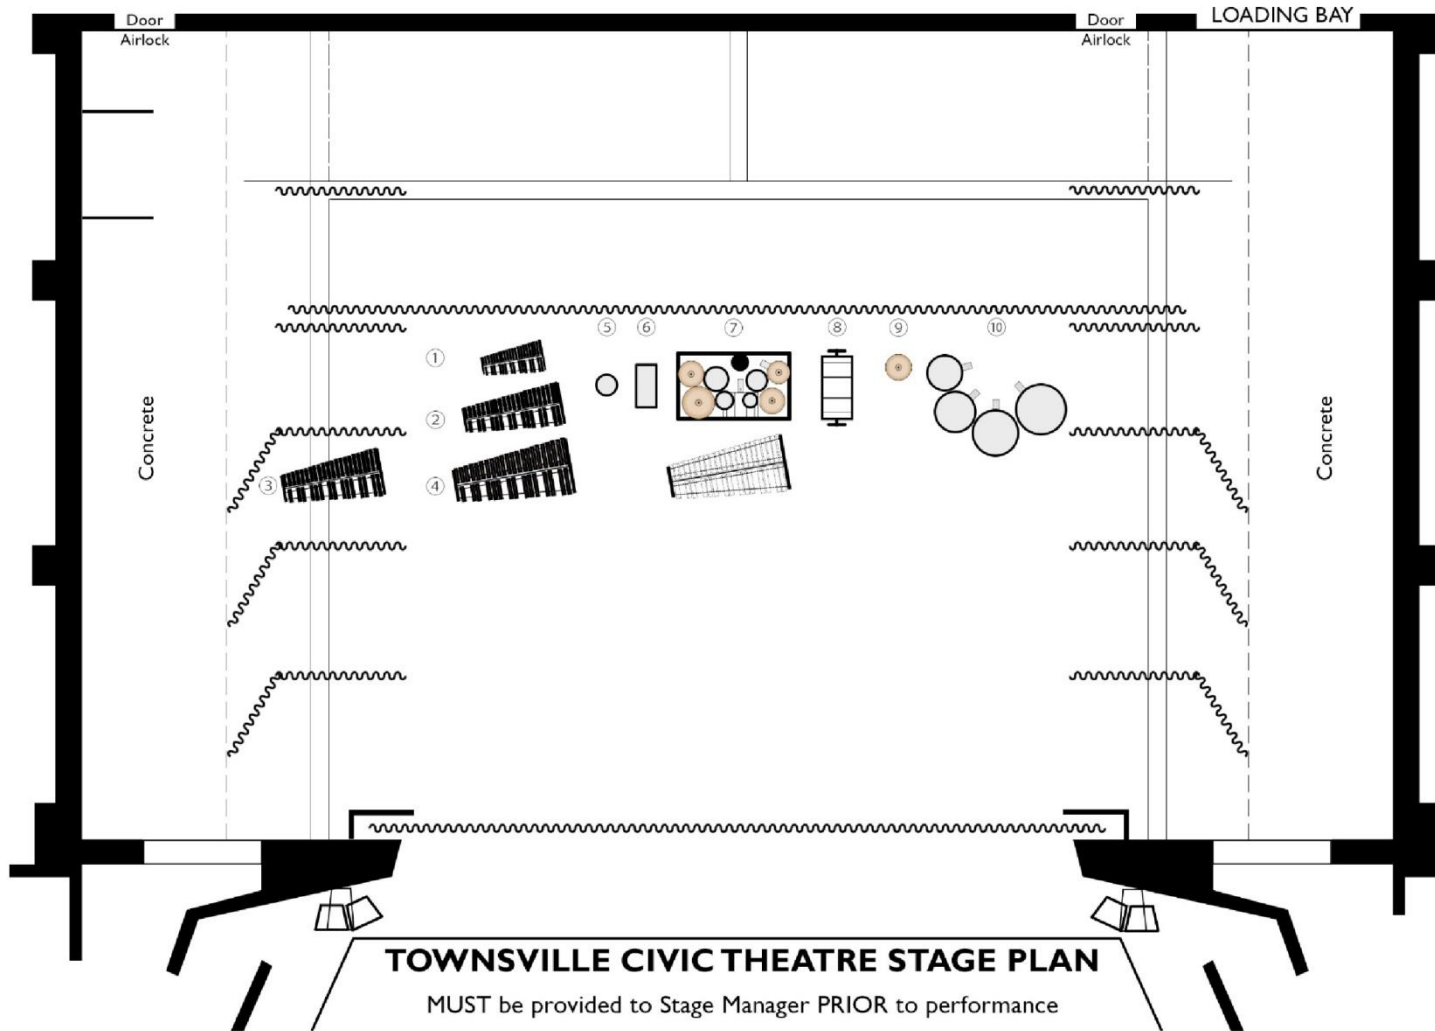 Door
Airlock
Door
Airlock
LOADING BAY
⑤ ⑥ ⑦ ⑧ ⑨ ⑩
①
②
③
④
Concrete
Concrete
TOWNSVILLE CIVIC THEATRE STAGE PLAN
MUST be provided to Stage Manager PRIOR to performance